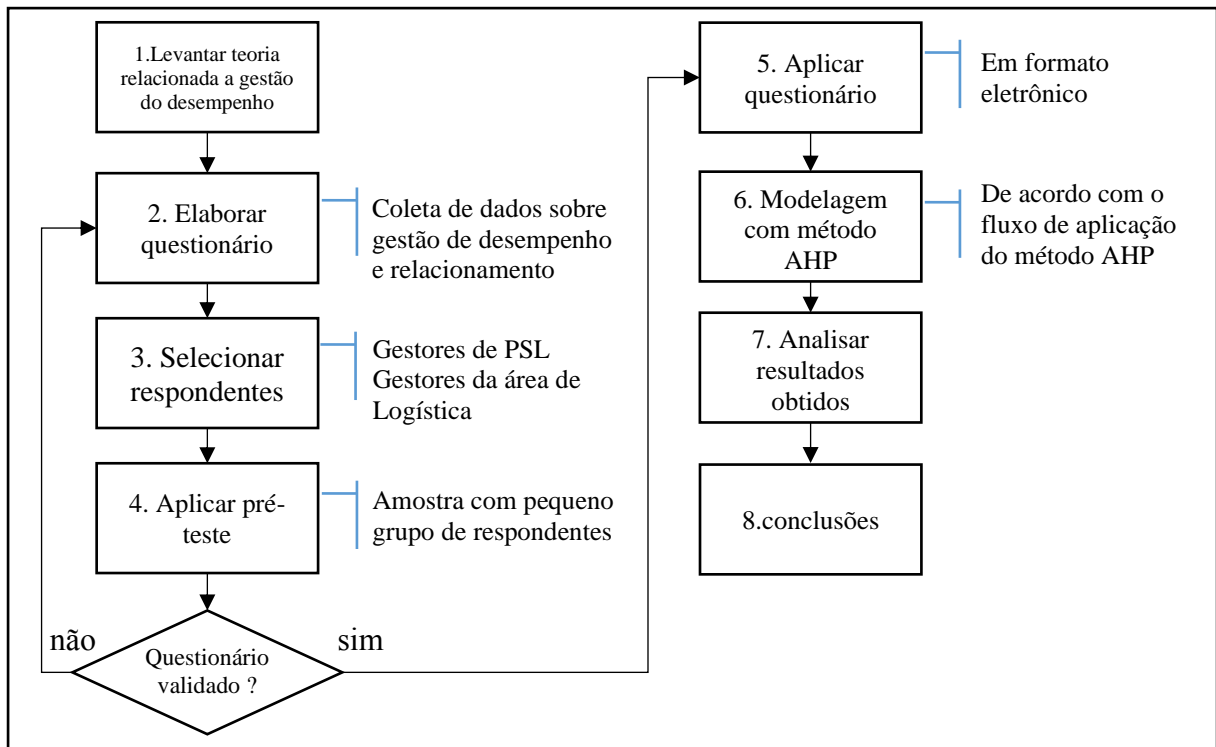 1.Levantar teoria
relacionada a gestão
do desempenho
2. Elaborar
questionário
Coleta de dados sobre
gestão de desempenho
e relacionamento
3. Selecionar
respondentes
Gestores de PSL
Gestores da área de
Logística
4. Aplicar pré-
teste
Amostra com pequeno
grupo de respondentes
não
sim
Questionário
validado ?
5. Aplicar
questionário
Em formato
eletrônico
6. Modelagem
com método
AHP
De acordo com o
fluxo de aplicação
do método AHP
7. Analisar
resultados
obtidos
8.conclusões